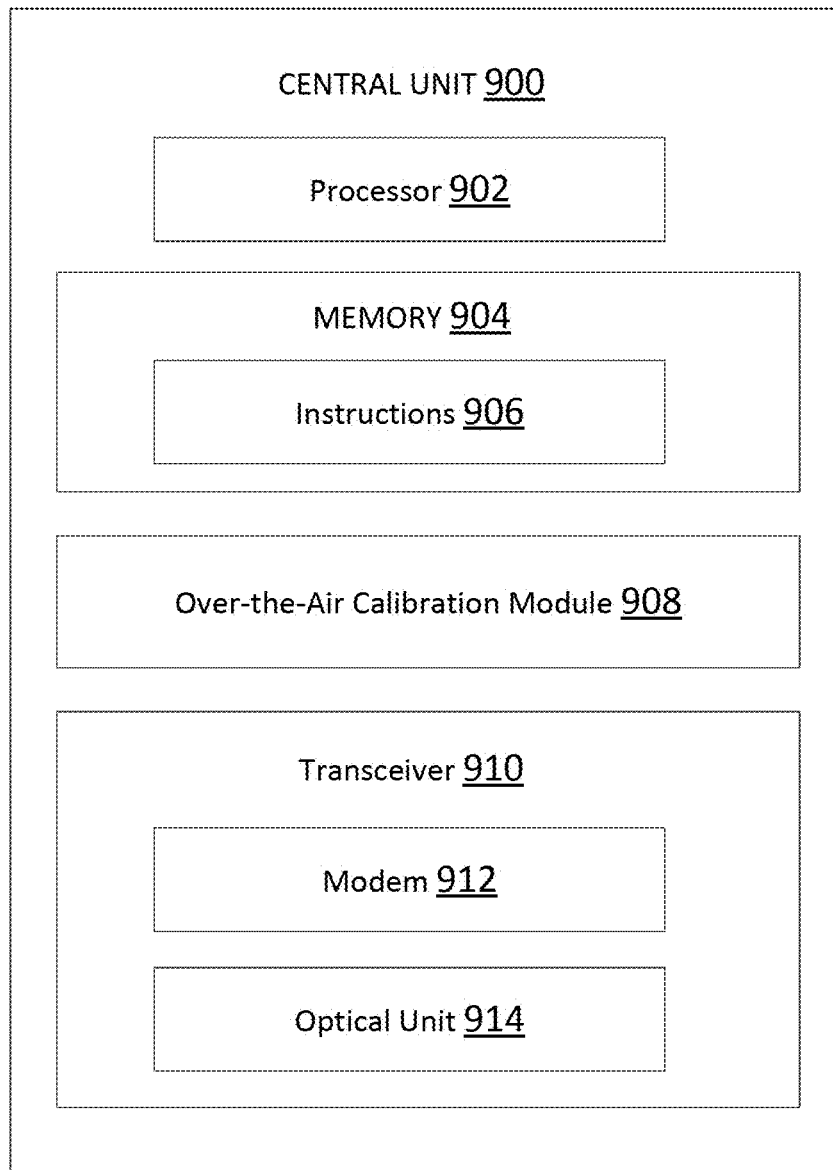 CENTRAL UNIT 900
Processor 902
MEMORY 904
Instructions 906
Over-the-Air Calibration Module 908
Transceiver 910
Modem 912
Optical Unit 914